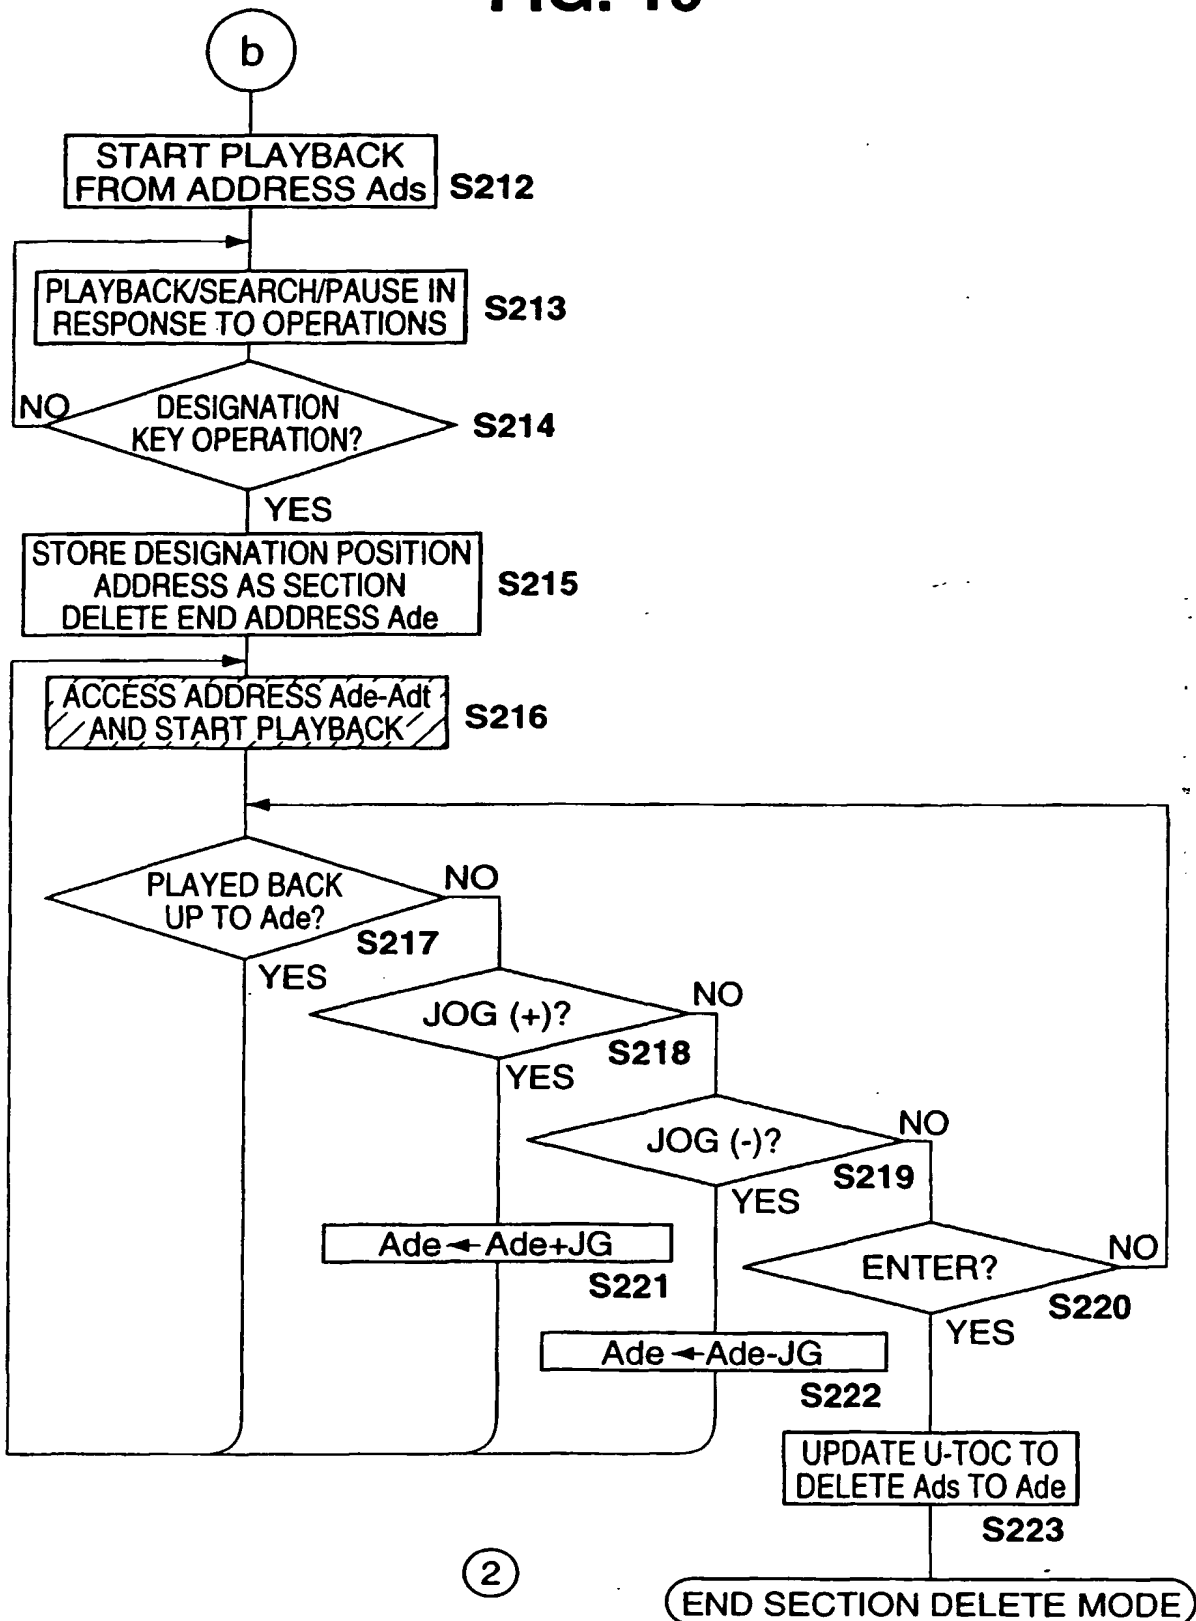 b
START PLAYBACK
FROM ADDRESS Ads
S212
PLAYBACK/SEARCH/PAUSE IN
RESPONSE TO OPERATIONS
S213
NO
DESIGNATION
KEY OPERATION?
S214
YES
STORE DESIGNATION POSITION
ADDRESS AS SECTION
DELETE END ADDRESS Ade
S215
ACCESS ADDRESS Ade-Adt
AND START PLAYBACK
S216
PLAYED BACK
UP TO Ade?
NO
S217
YES
JOG (+)?
NO
S218
YES
JOG (-)?
NO
S219
YES
Ade ← Ade+JG
S221
ENTER?
NO
S220
YES
Ade ← Ade-JG
S222
UPDATE U-TOC TO
DELETE Ads TO Ade
S223
2
END SECTION DELETE MODE